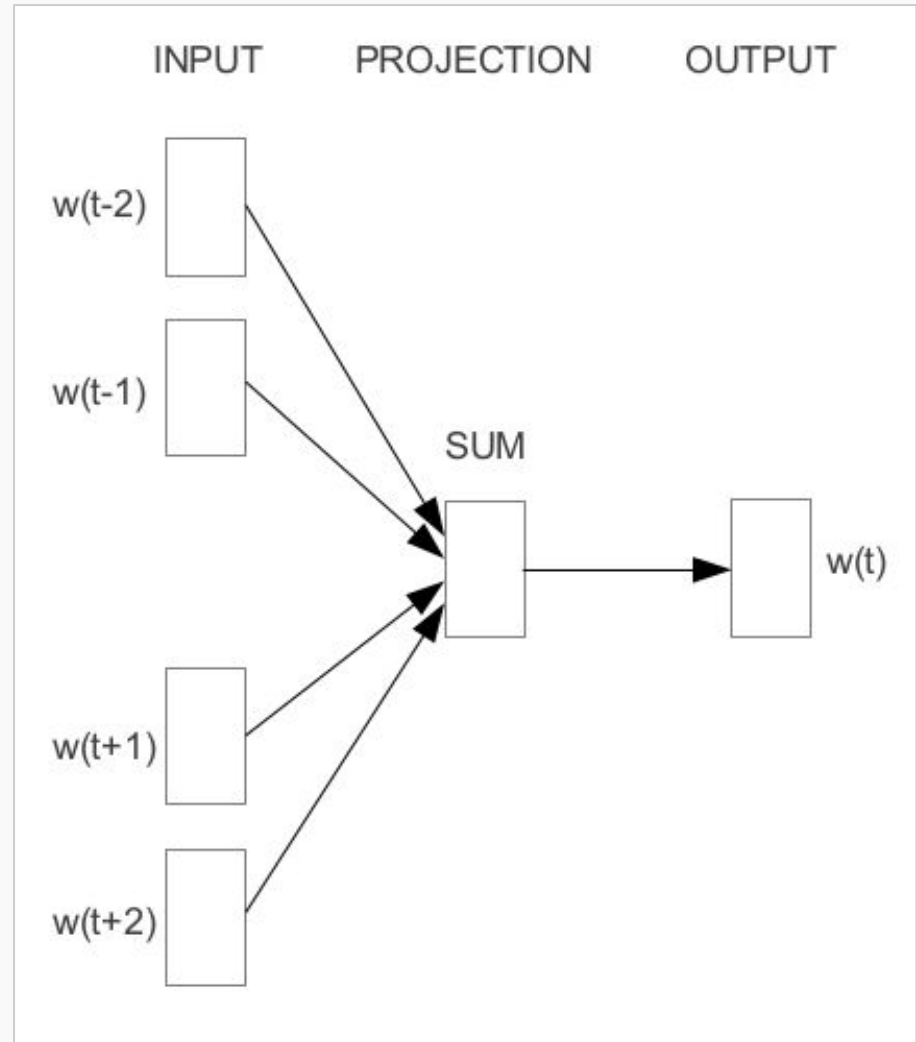 INPUT PROJECTION OUTPUT
w(t-2)
w(t-1)
SUM
w(t)
w(t+1)
w(t+2)